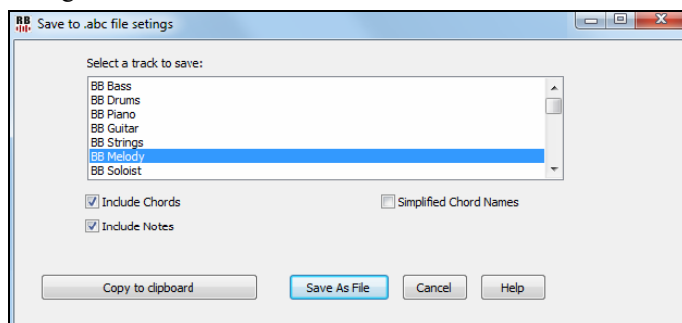 RB Save to .abc file setings
Select a track to save:
BB Bass
BB Drums
BB Piano
BB Guitar
BB Strings
BB Melody
BB Soloist
Include Chords Simplified Chord Names
Include Notes
Copy to clipboard Save As File Cancel Help